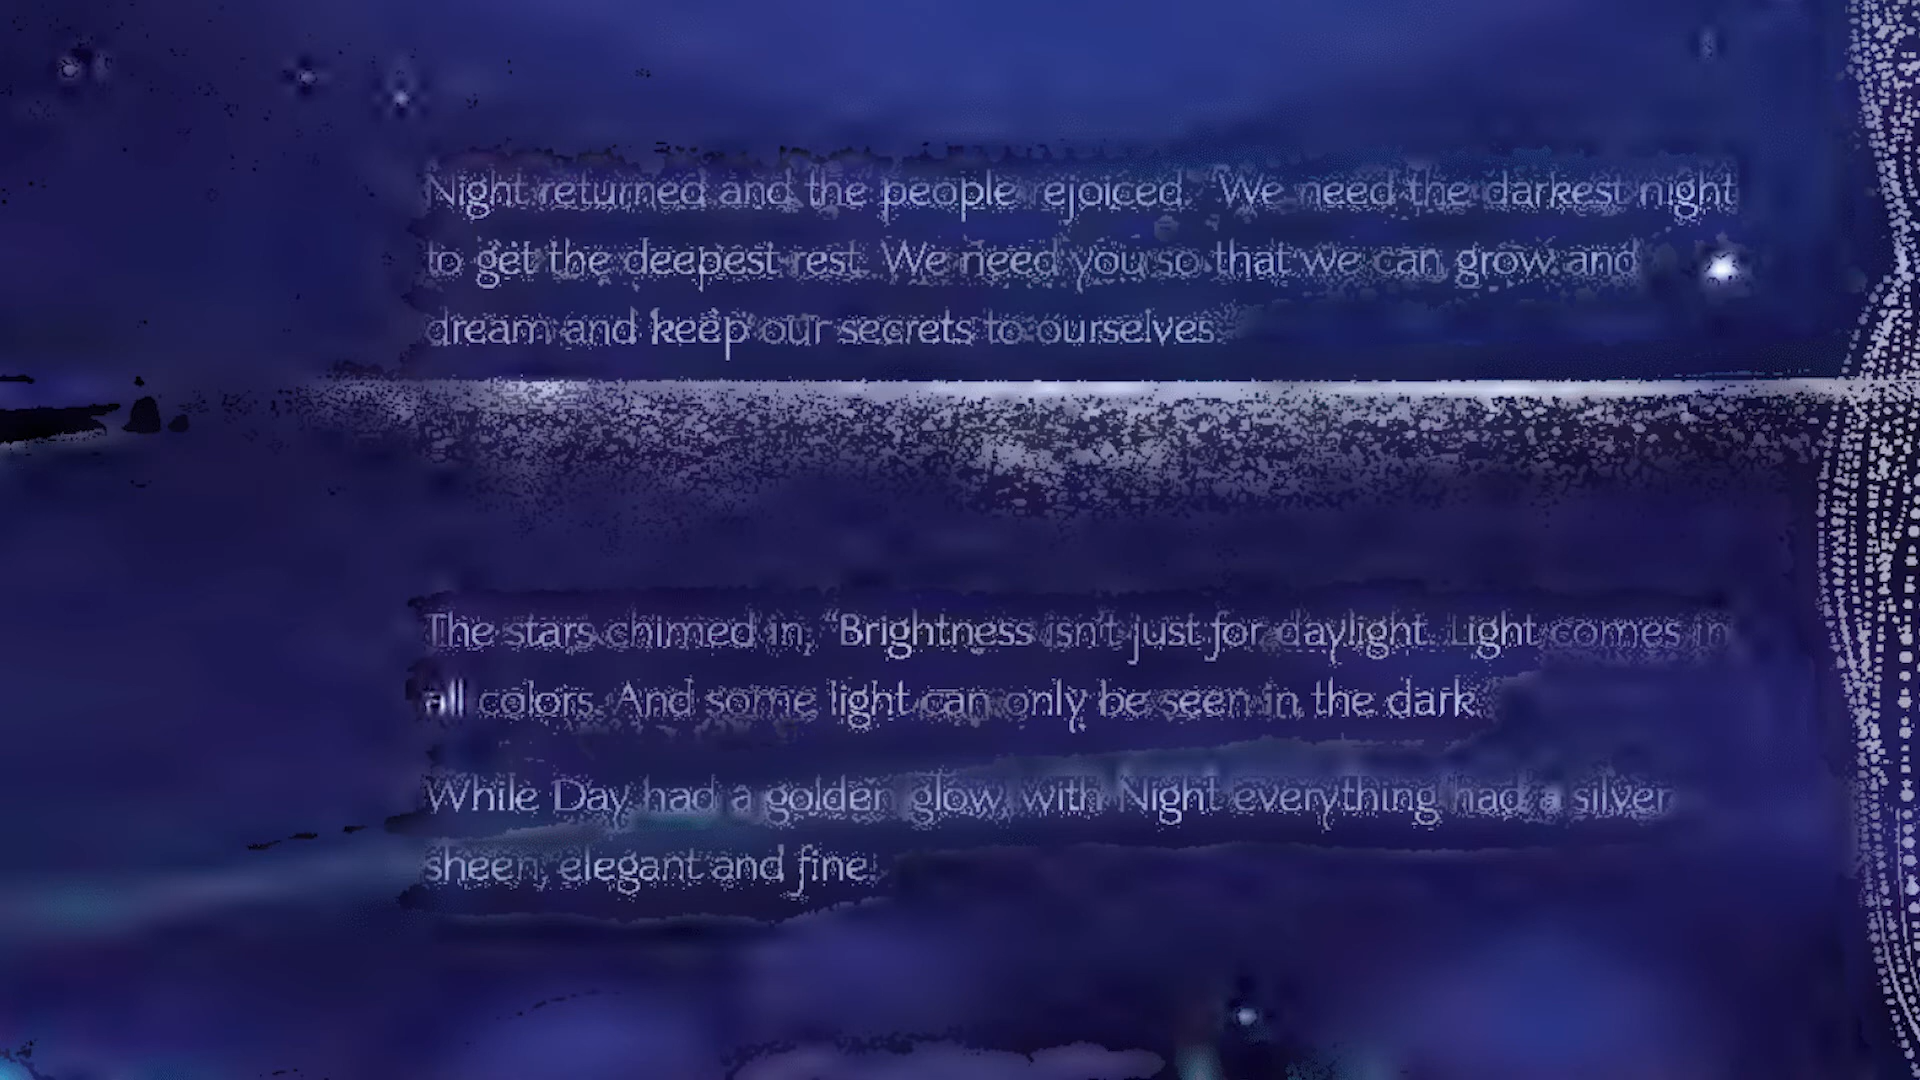 Night returned and the people rejoiced. "We need the darkest night
to get the deepest rest. We need you so that we can grow and
dream and keep our secrets to ourselves."
The stars chimed in, “Brightness isn't just for daylight. Light comes in
all colors. And some light can only be seen in the dark."
While Day had a golden glow, with Night everything had a silver
sheen, elegant and fine.